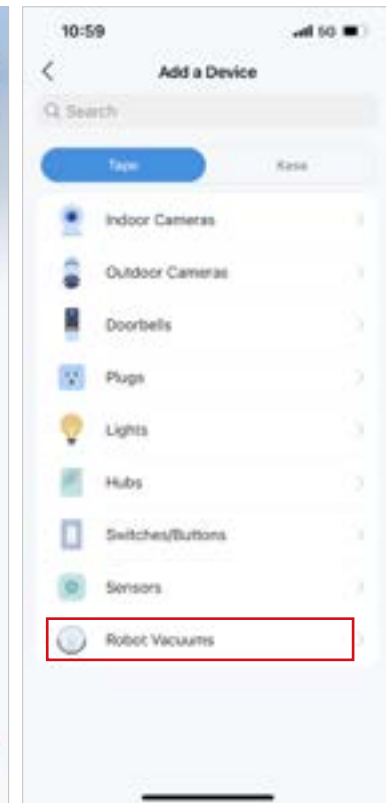 10:59
5G
Add a Device
Search
Tapo
Kasa
Indoor Cameras
Outdoor Cameras
Doorbells
Plugs
Lights
Hubs
Switches/Buttons
Sensors
Robot Vacuums